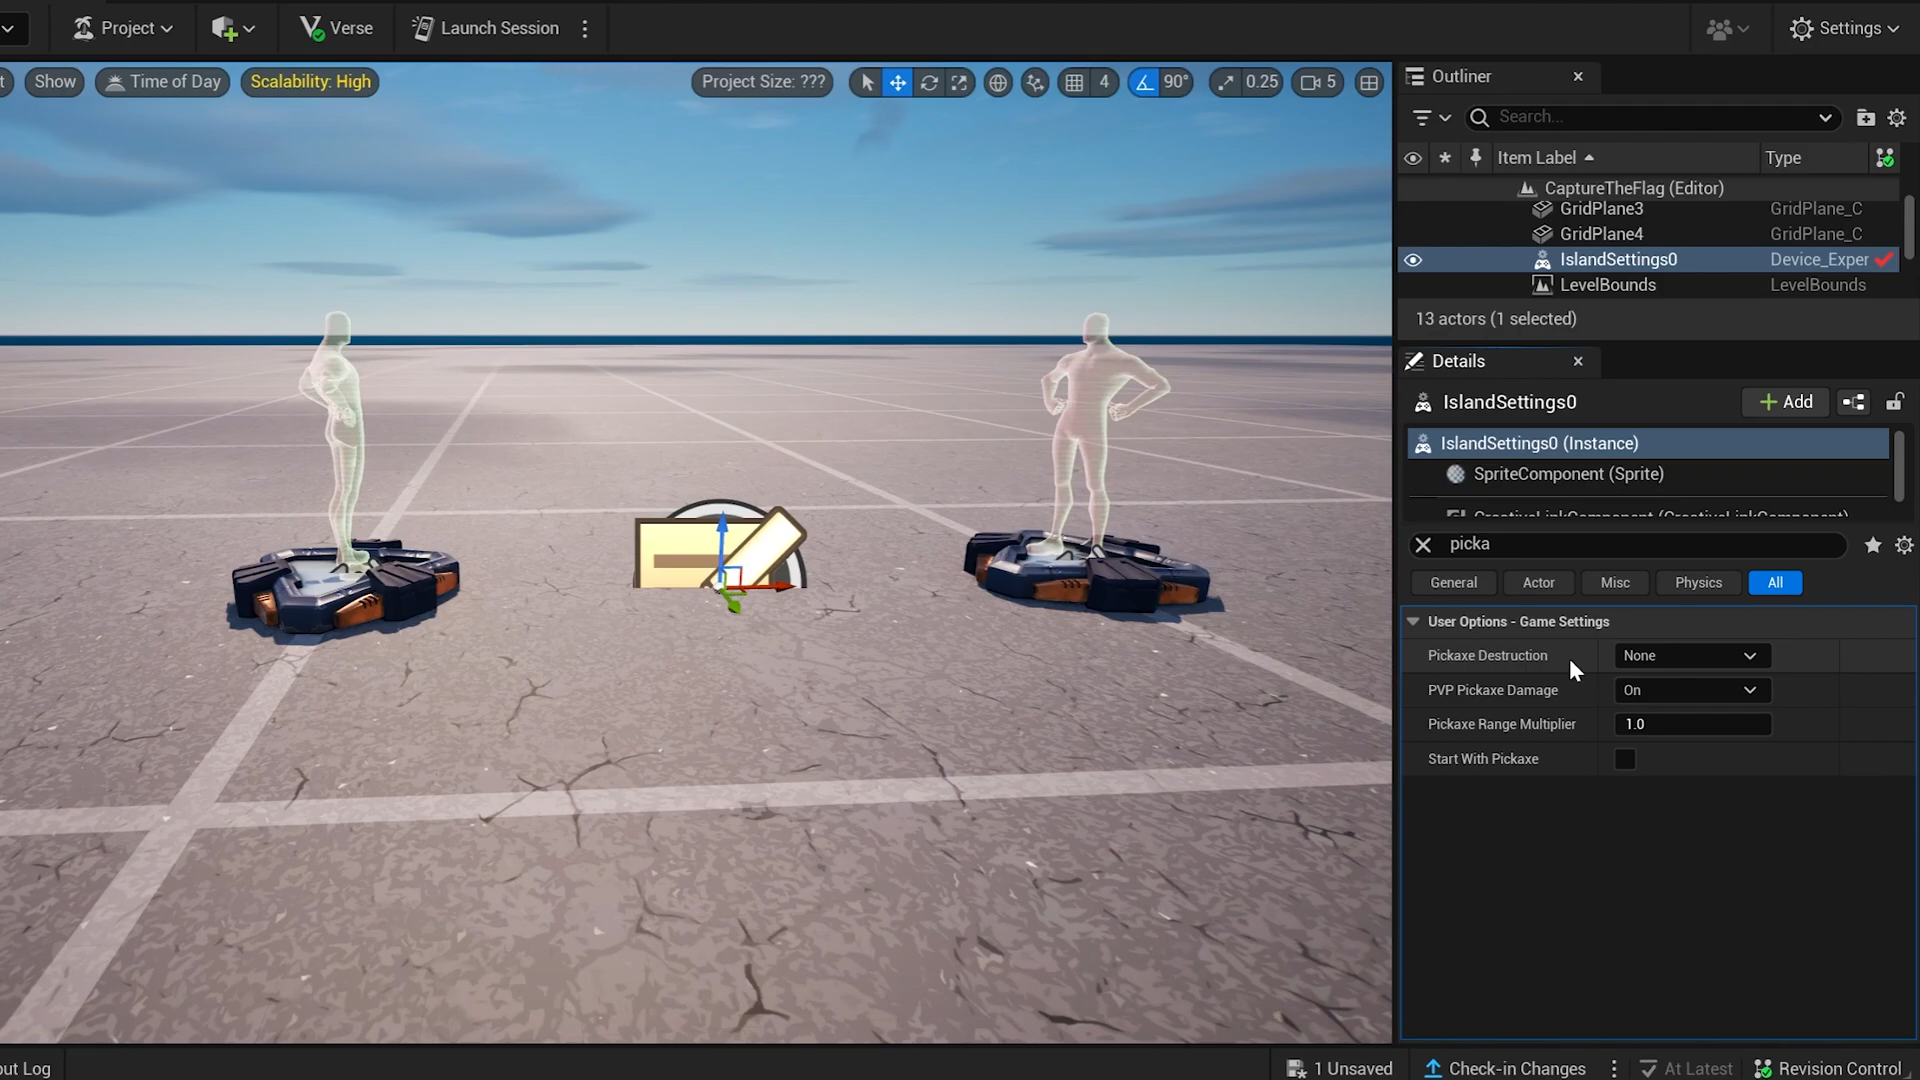 Project
Verse
Launch Session
Settings
t
Show
Time of Day
Scalability: High
Project Size: ???
4
90°
0.25
5
Outliner
Search...
Item Label
Type
CaptureTheFlag (Editor)
GridPlane3 GridPlane_C
GridPlane4 GridPlane_C
IslandSettings0 Device_Exper
LevelBounds LevelBounds
13 actors (1 selected)
Details
IslandSettings0
Add
IslandSettings0 (Instance)
SpriteComponent (Sprite)
CreativeLinkComponent (CreativeLinkComponent)
picka
General
Actor
Misc
Physics
All
User Options - Game Settings
Pickaxe Destruction None
PVP Pickaxe Damage On
Pickaxe Range Multiplier 1.0
Start With Pickaxe
put Log
1 Unsaved
Check-in Changes
At Latest
Revision Control